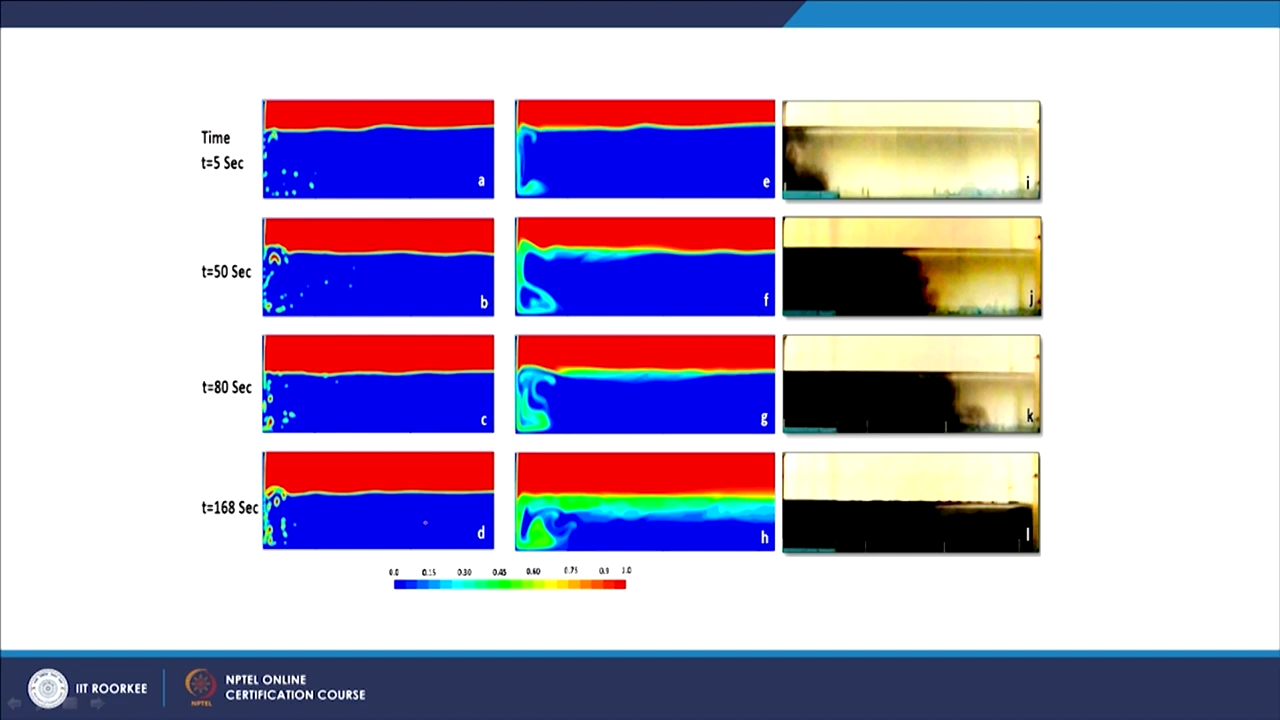 Time
t=5 Sec
a
e
i
t=50 Sec
b
f
j
t=80 Sec
c
g
k
t=168 Sec
d
h
l
0.0 0.15 0.30 0.45 0.60 0.75 0.9 1.0
IIT ROORKEE
NPTEL
NPTEL ONLINE
CERTIFICATION COURSE